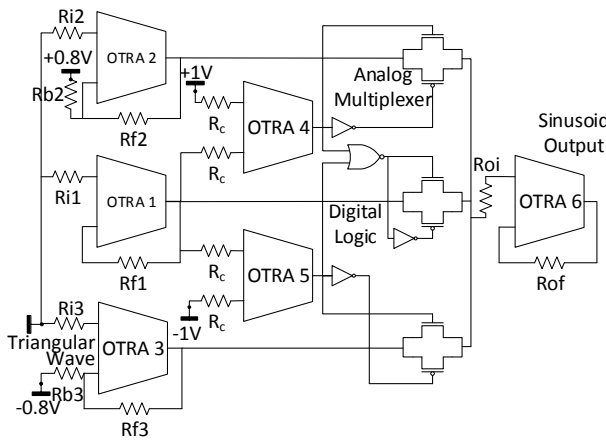 Ri2
+0.8V
OTRA 2
Rb2
Rf2
+1V
Rc
OTRA 4
Rc
Analog
Multiplexer
Sinusoid
Output
Ri1
OTRA 1
Rf1
Digital
Logic
Roi
OTRA 6
Rof
Rc
OTRA 5
Rc
-1V
Ri3
Triangular
Wave
OTRA 3
Rb3
-0.8V
Rf3